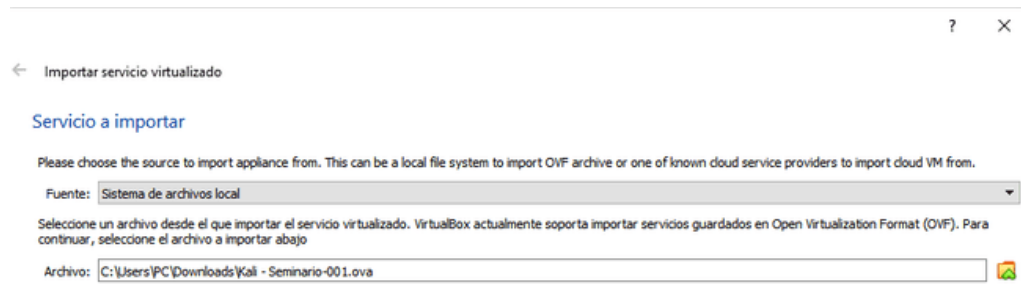 ?
Importar servicio virtualizado
Servicio a importar
Please choose the source to import appliance from. This can be a local file system to import OVF archive or one of known cloud service providers to import cloud VM from.
Fuente: Sistema de archivos local
Seleccione un archivo desde el que importar el servicio virtualizado. VirtualBox actualmente soporta importar servicios guardados en Open Virtualization Format (OVF). Para
continuar, seleccione el archivo a importar abajo
Archivo: C:\Users\PC\Downloads\Kali - Seminario-001.ova